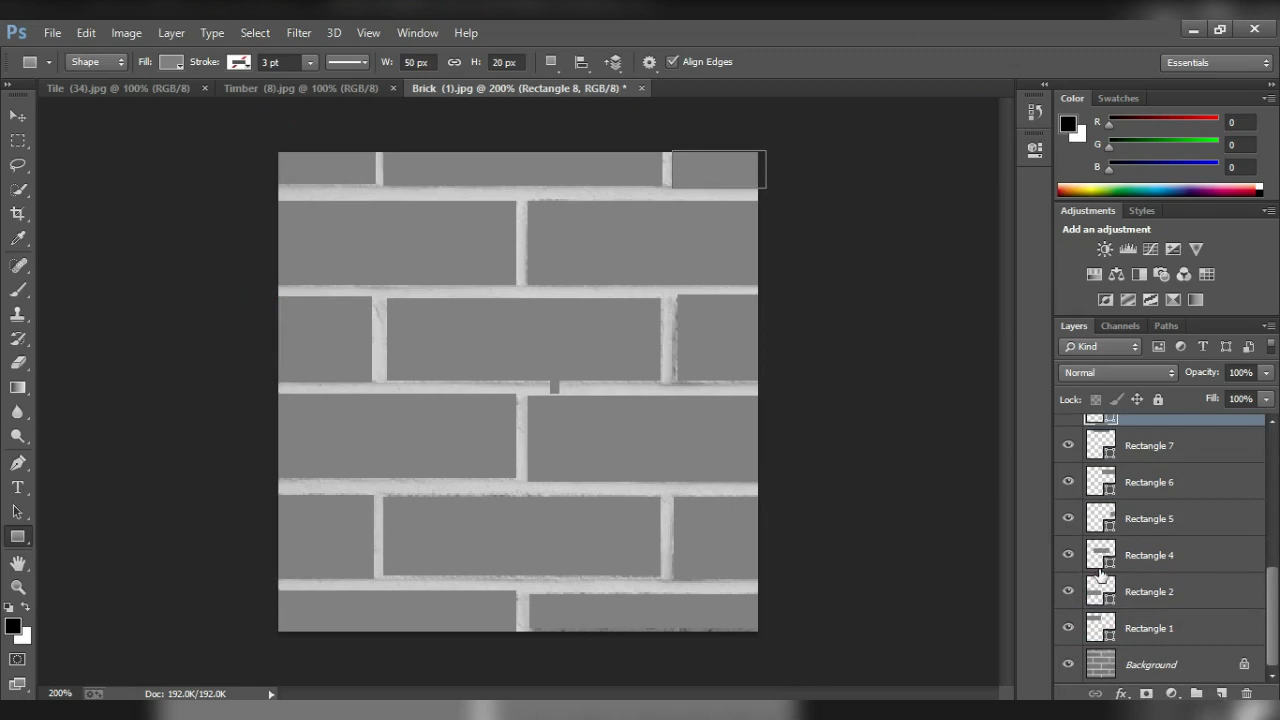 Ps File Edit Image Layer Type Select Filter 3D View Window Help
Shape Fill: Stroke: 3 pt W: 50 px H: 20 px Align Edges Essentials
Tile (34).jpg @ 100% (RGB/8) × Timber (8).jpg @ 100% (RGB/8) × Brick (1).jpg @ 200% (Rectangle 8, RGB/8) * ×
Color Swatches
R 0
G 0
B 0
Adjustments Styles
Add an adjustment
Layers Channels Paths
Kind
Normal Opacity: 100%
Lock: Fill: 100%
Rectangle 7
Rectangle 6
Rectangle 5
Rectangle 4
Rectangle 2
Rectangle 1
Background
200% Doc: 192.0K/192.0K